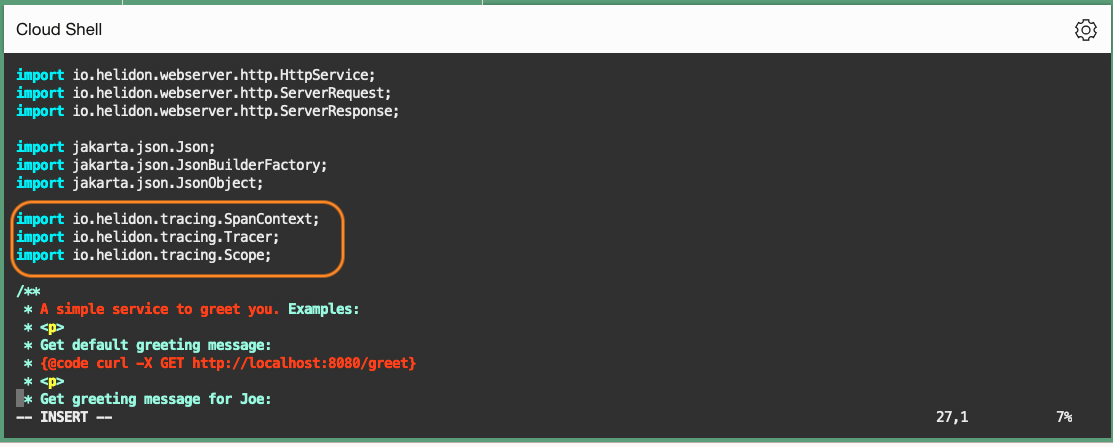 Cloud Shell
import io.helidon.webserver.http.HttpService;
import io.helidon.webserver.http.ServerRequest;
import io.helidon.webserver.http.ServerResponse;
import jakarta.json.Json;
import jakarta.json.JsonBuilderFactory;
import jakarta.json.JsonObject;
import io.helidon.tracing.SpanContext;
import io.helidon.tracing.Tracer;
import io.helidon.tracing.Scope;
/**
 * A simple service to greet you. Examples:
 * <p>
 * Get default greeting message:
 * {@code curl -X GET http://localhost:8080/greet}
 * <p>
 * Get greeting message for Joe:
-- INSERT -- 27,1 7%